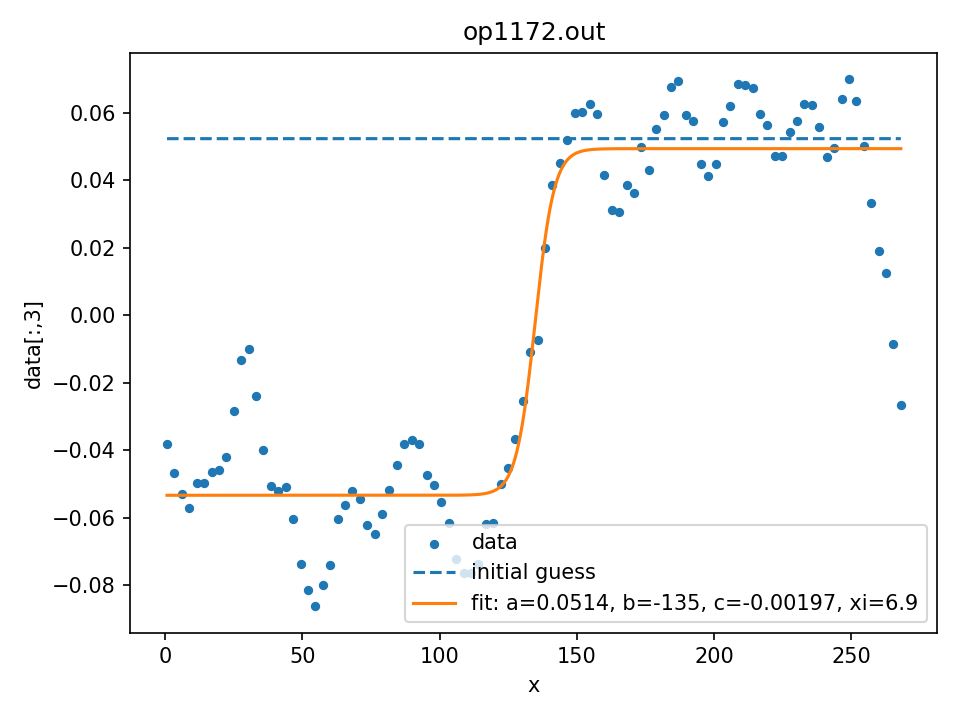 op1172.out
data[:,3]
0.06
0.04
0.02
0.00
−0.02
−0.04
−0.06
−0.08
data
initial guess
fit: a=0.0514, b=-135, c=-0.00197, xi=6.9
0 50 100 150 200 250
x